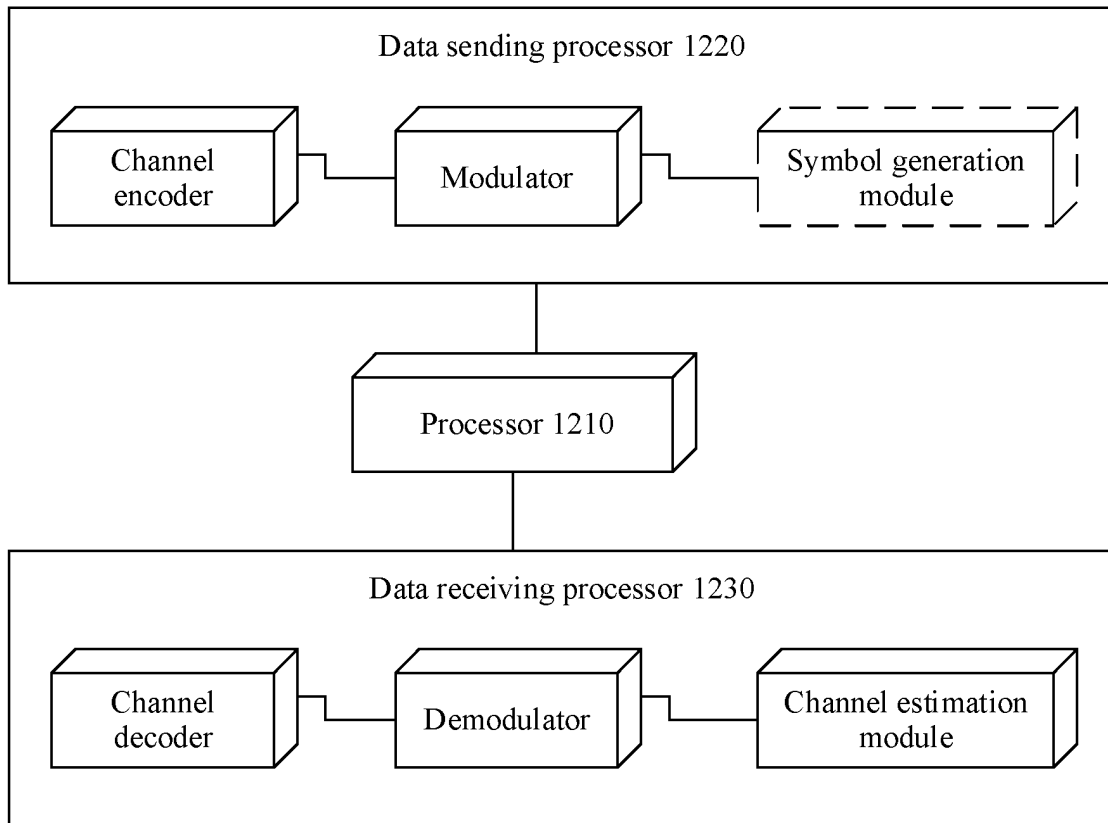 Data sending processor 1220
Channel
encoder
Modulator
Symbol generation
module
Processor 1210
Data receiving processor 1230
Channel
decoder
Demodulator
Channel estimation
module